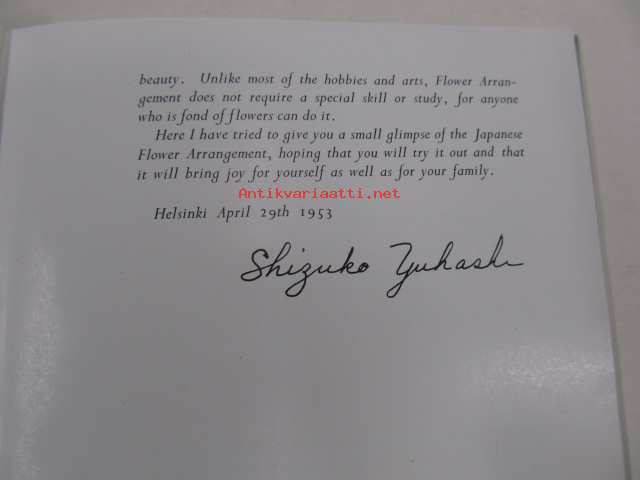 beauty. Unlike most of the hobbies and arts, Flower Arran-
gement does not require a special skill or study, for anyone
who is fond of flowers can do it.
Here I have tried to give you a small glimpse of the Japanese
Flower Arrangement, hoping that you will try it out and that
it will bring joy for yourself as well as for your family.
Antikvariaatti.net
Helsinki April 29th 1953
Shizuko Yuhashi